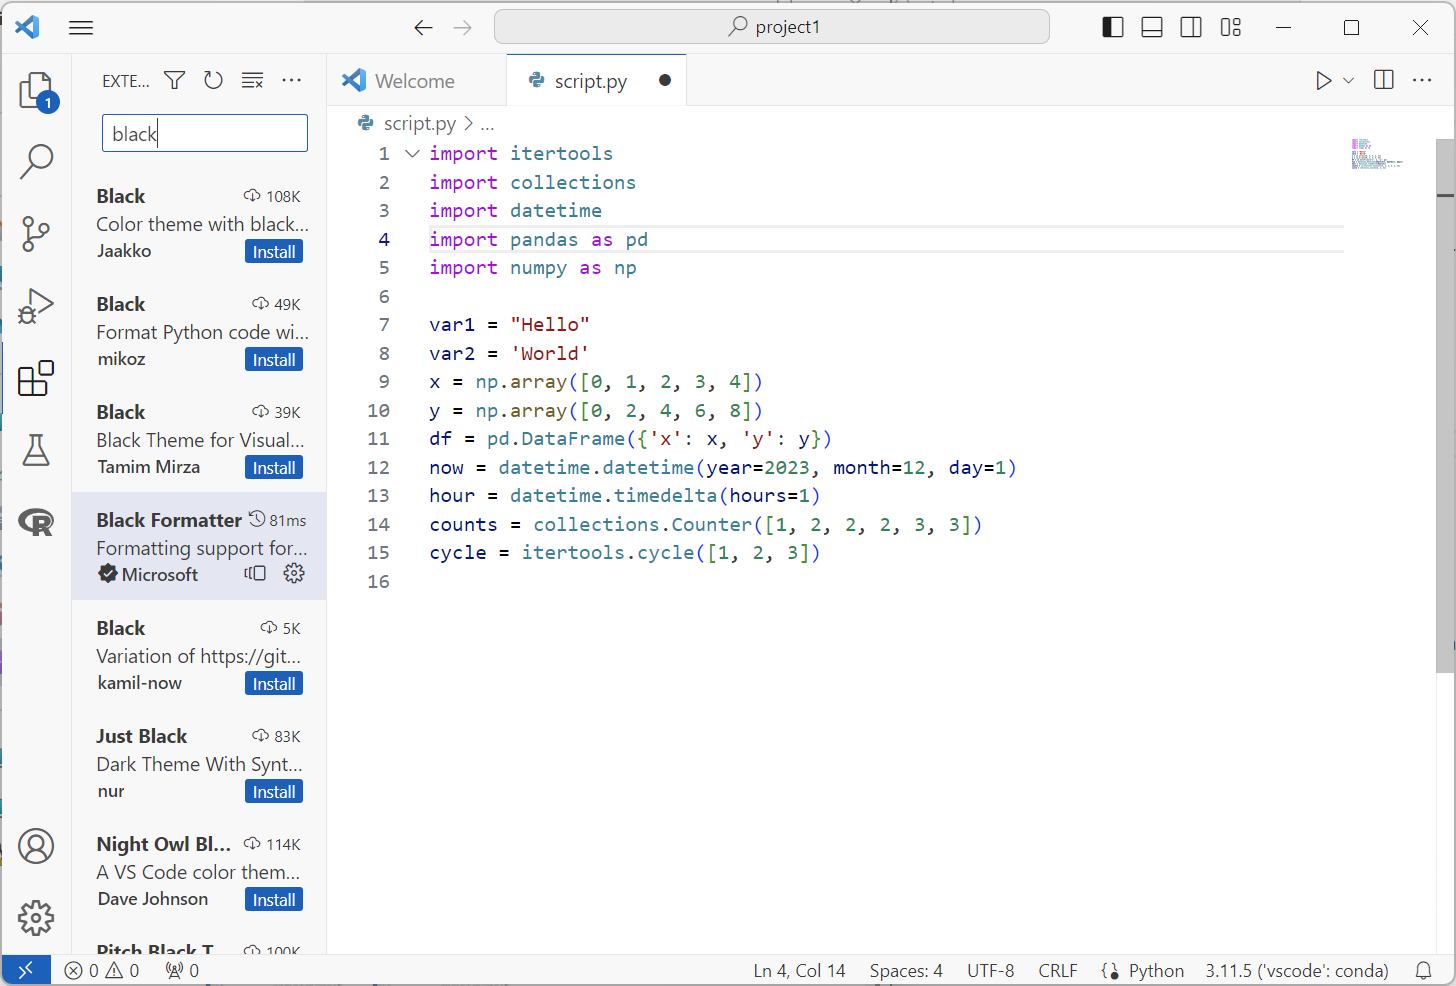 project1
EXTE...
Welcome
script.py
1
black
script.py > ...
Black 108K
Color theme with black...
Jaakko Install
Black 49K
Format Python code wi...
mikoz Install
Black 39K
Black Theme for Visual...
Tamim Mirza Install
Black Formatter 81ms
Formatting support for...
Microsoft
Black 5K
Variation of https://git...
kamil-now Install
Just Black 83K
Dark Theme With Synt...
nur Install
Night Owl Bl... 114K
A VS Code color them...
Dave Johnson Install
Pitch Black T 100K
1 import itertools
2 import collections
3 import datetime
4 import pandas as pd
5 import numpy as np
6
7 var1 = "Hello"
8 var2 = 'World'
9 x = np.array([0, 1, 2, 3, 4])
10 y = np.array([0, 2, 4, 6, 8])
11 df = pd.DataFrame({'x': x, 'y': y})
12 now = datetime.datetime(year=2023, month=12, day=1)
13 hour = datetime.timedelta(hours=1)
14 counts = collections.Counter([1, 2, 2, 2, 3, 3])
15 cycle = itertools.cycle([1, 2, 3])
16
0 0 0 Ln 4, Col 14 Spaces: 4 UTF-8 CRLF Python 3.11.5 ('vscode': conda)